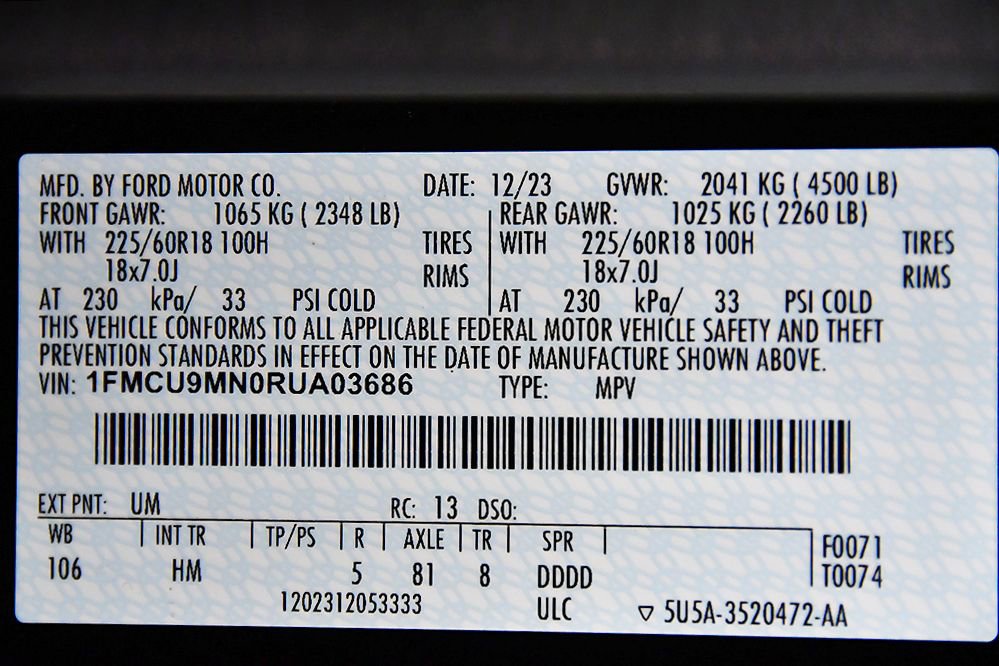 MFD. BY FORD MOTOR CO. DATE: 12/23 GVWR: 2041 KG ( 4500 LB)
FRONT GAWR: 1065 KG ( 2348 LB) REAR GAWR: 1025 KG ( 2260 LB)
WITH 225/60R18 100H TIRES WITH 225/60R18 100H TIRES
18x7.0J RIMS 18x7.0J RIMS
AT 230 kPa/ 33 PSI COLD AT 230 kPa/ 33 PSI COLD
THIS VEHICLE CONFORMS TO ALL APPLICABLE FEDERAL MOTOR VEHICLE SAFETY AND THEFT
PREVENTION STANDARDS IN EFFECT ON THE DATE OF MANUFACTURE SHOWN ABOVE.
VIN: 1FMCU9MN0RUA03686 TYPE: MPV
EXT PNT: UM RC: 13 DSO:
WB INT TR TP/PS R AXLE TR SPR F0071
106 HM 5 81 8 DDDD T0074
1202312053333 ULC ▽ 5U5A-3520472-AA